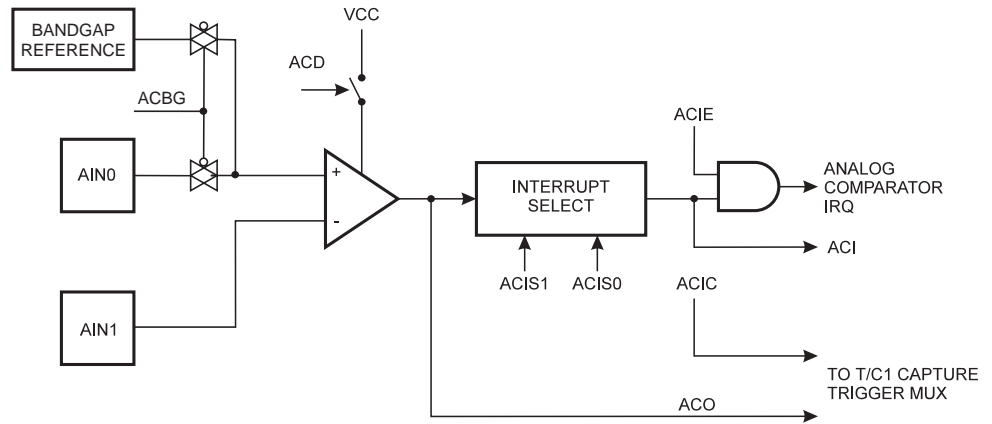 BANDGAP
REFERENCE
VCC
ACD
ACBG
ACIE
AIN0
+
-
INTERRUPT
SELECT
ANALOG
COMPARATOR
IRQ
ACI
ACIS1
ACIS0
ACIC
AIN1
TO T/C1 CAPTURE
TRIGGER MUX
ACO